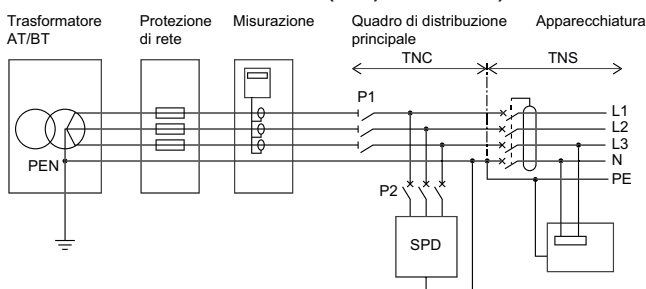 Trasformatore
AT/BT
Protezione
di rete
Misurazione
Quadro di distribuzione
principale
Apparecchiatura
TNC
TNS
P1
L1
L2
L3
N
PE
PEN
P2
SPD